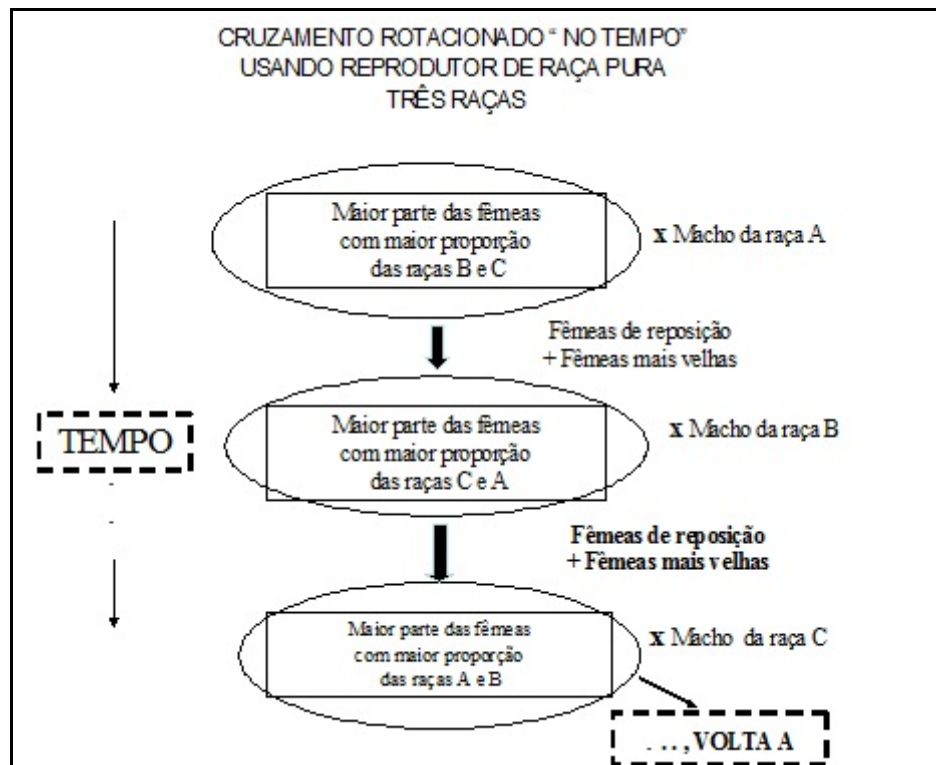 CRUZAMENTO ROTACIONADO “ NO TEMPO”
USANDO REPRODUTOR DE RAÇA PURA
TRÊS RAÇAS
Maior parte das fêmeas
com maior proporção
das raças B e C
x Macho da raça A
Fêmeas de reposição
+ Fêmeas mais velhas
TEMPO
Maior parte das fêmeas
com maior proporção
das raças C e A
x Macho da raça B
Fêmeas de reposição
+ Fêmeas mais velhas
Maior parte das fêmeas
com maior proporção
das raças A e B
x Macho da raça C
. . . , VOLTA A